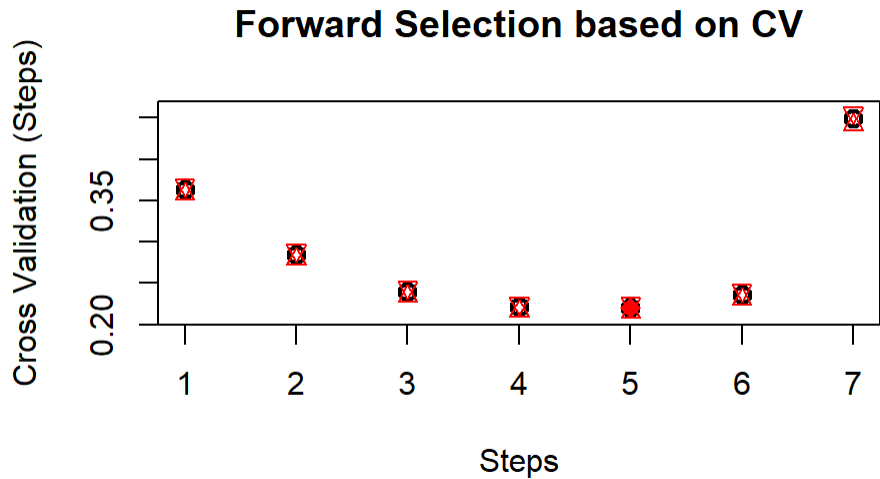 Forward Selection based on CV
Cross Validation (Steps)
0.35
0.20
1 2 3 4 5 6 7
Steps